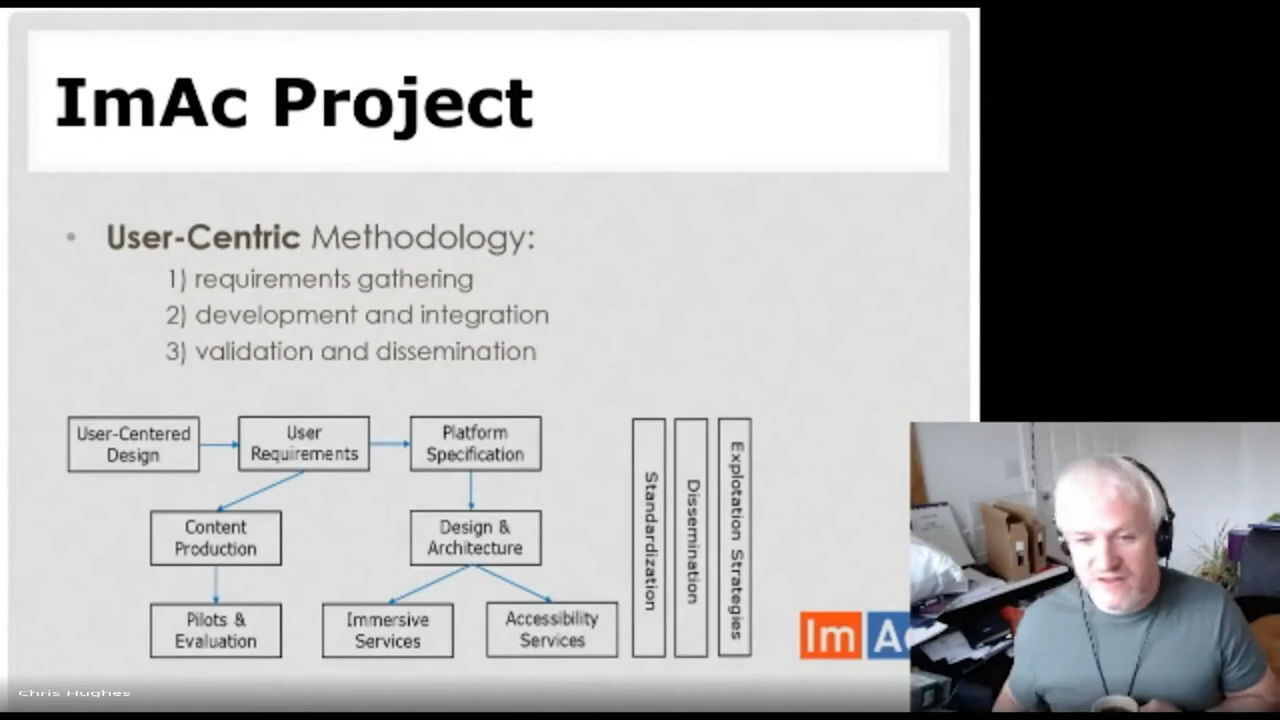 ImAc Project
• User-Centric Methodology:
1) requirements gathering
2) development and integration
3) validation and dissemination
User-Centered
Design
User
Requirements
Platform
Specification
Content
Production
Design &
Architecture
Pilots &
Evaluation
Immersive
Services
Accessibility
Services
Standardization
Dissemination
Explotation Strategies
Im Ac
Chris Hughes